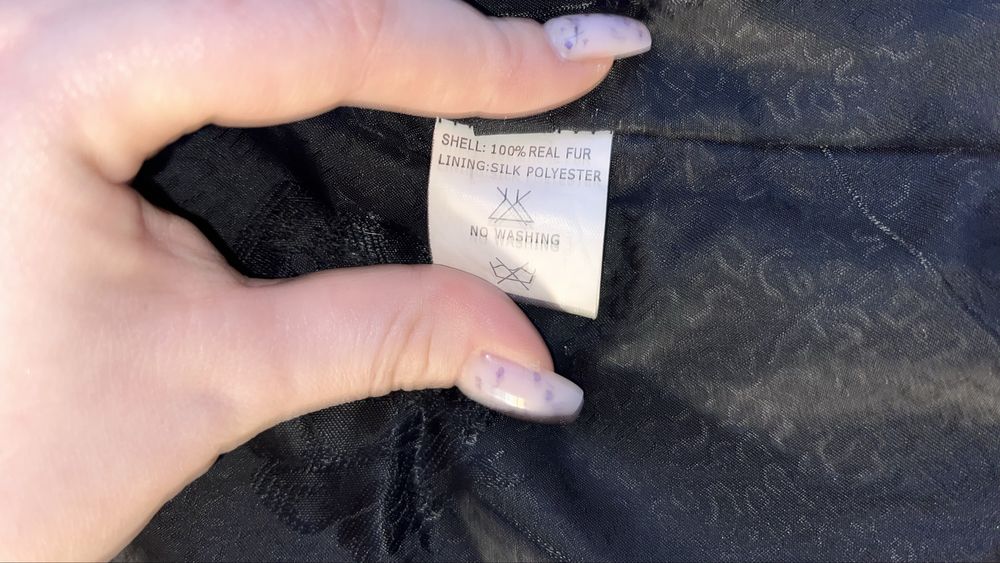 SHELL: 100% REAL FUR
LINING:SILK POLYESTER
NO WASHING